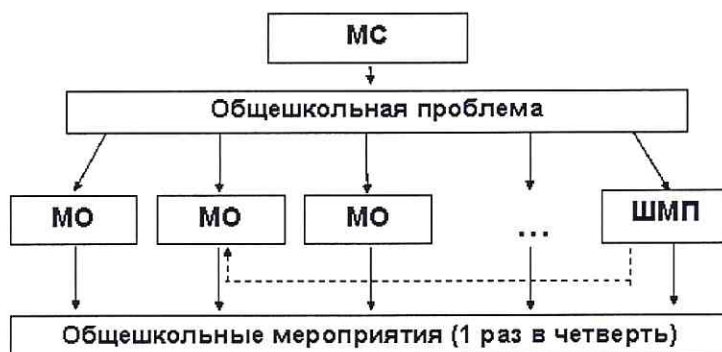 МС
Общешкольная проблема
МО
МО
МО
...
ШМП
Общешкольные мероприятия (1 раз в четверть)